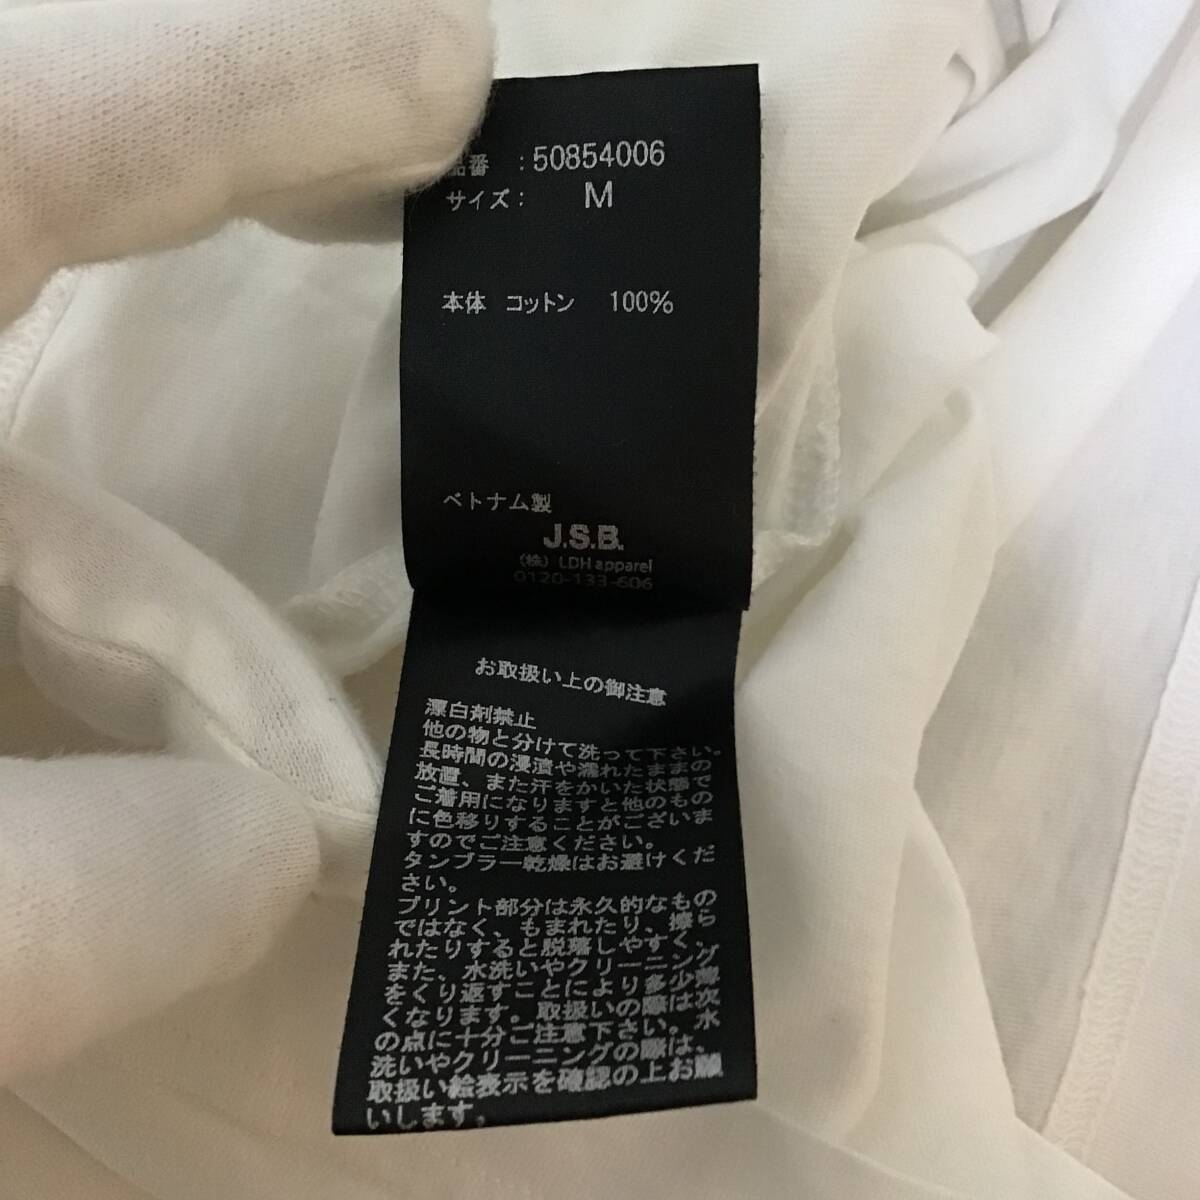 品番 : 50854006
サイズ : M
本体 コットン 100%
ベトナム製
J.S.B.
(株) LDH apparel
0120-133-606
お取扱い上の御注意
漂白剤禁止
他の物と分けて洗って下さい。
長時間の浸漬や濡れたままの
放置、また汗をかいた状態で
ご着用になりますと他のもの
に色移りすることがございま
すのでご注意ください。
タンブラー乾燥はお避けくだ
さい。
プリント部分は永久的なもの
ではなく、もまれたり、擦ら
れたりすると脱落しやすく、
また、水洗いやクリーニング
をくり返すことにより多少薄
くなります。取扱いの際は次
の点に十分ご注意下さい。水
洗いやクリーニングの際は、
取扱い絵表示を確認の上お願
いします。